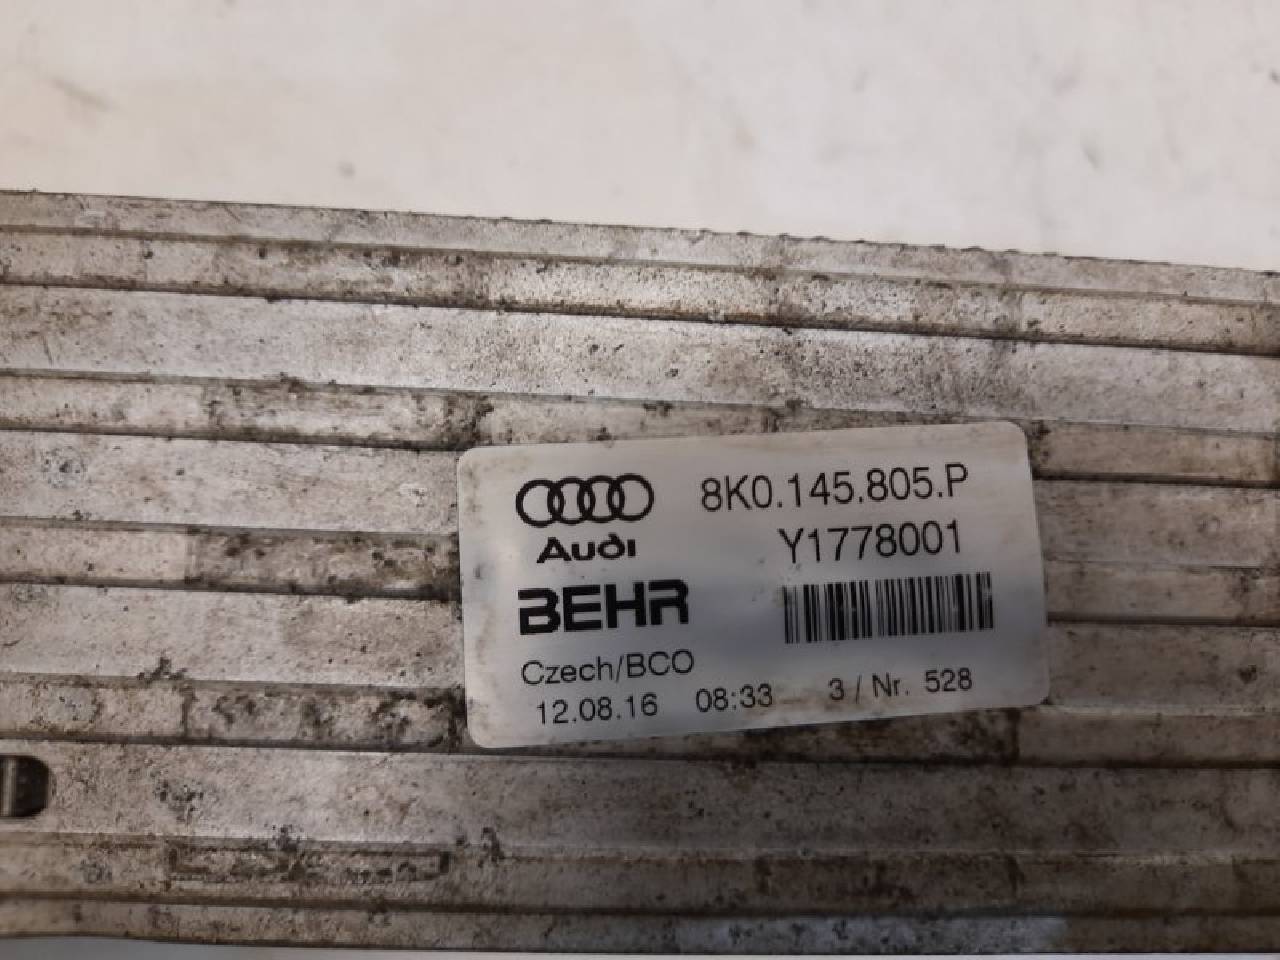 8K0.145.805.P
Audi
Y1778001
BEHR
Czech/BCO
12.08.16 08:33 3 / Nr. 528